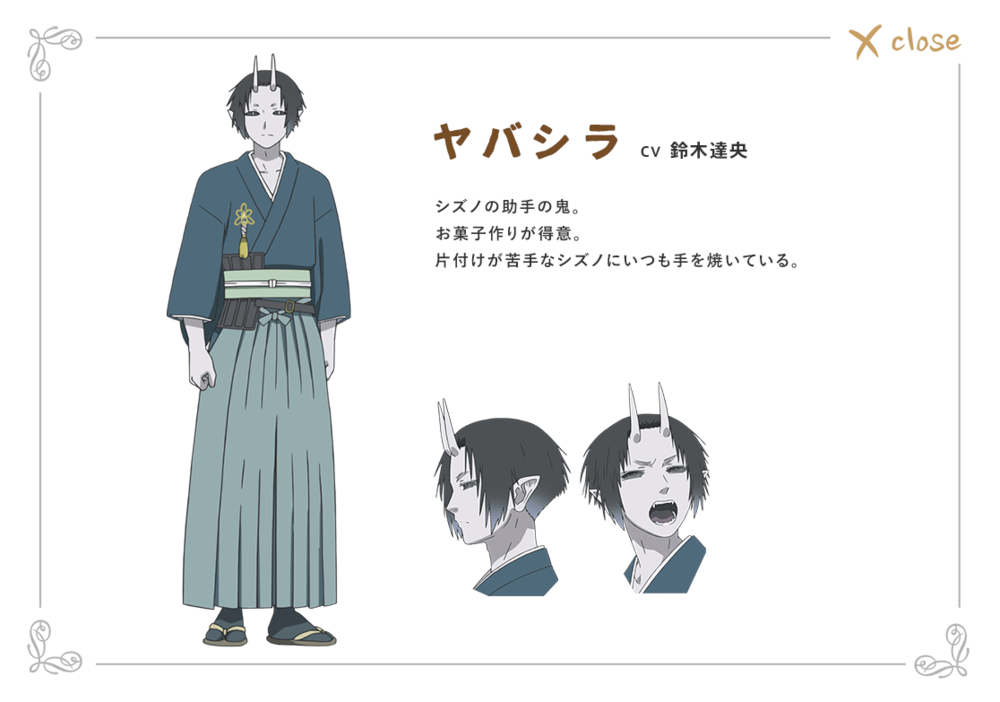 X close
ヤバシラ CV 鈴木達央
シズノの助手の鬼。
お菓子作りが得意。
片付けが苦手なシズノにいつも手を焼いている。